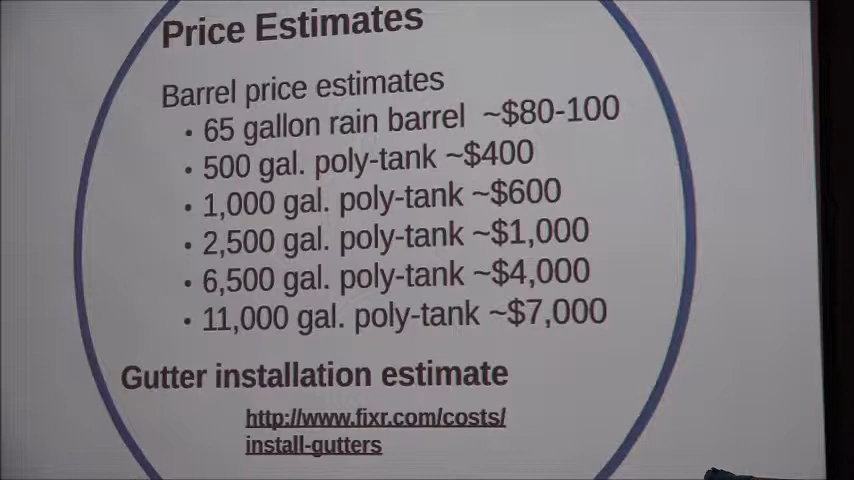 Price Estimates
Barrel price estimates
• 65 gallon rain barrel ~$80-100
• 500 gal. poly-tank ~$400
• 1,000 gal. poly-tank ~$600
• 2,500 gal. poly-tank ~$1,000
• 6,500 gal. poly-tank ~$4,000
• 11,000 gal. poly-tank ~$7,000
Gutter installation estimate
http://www.fixr.com/costs/
install-gutters